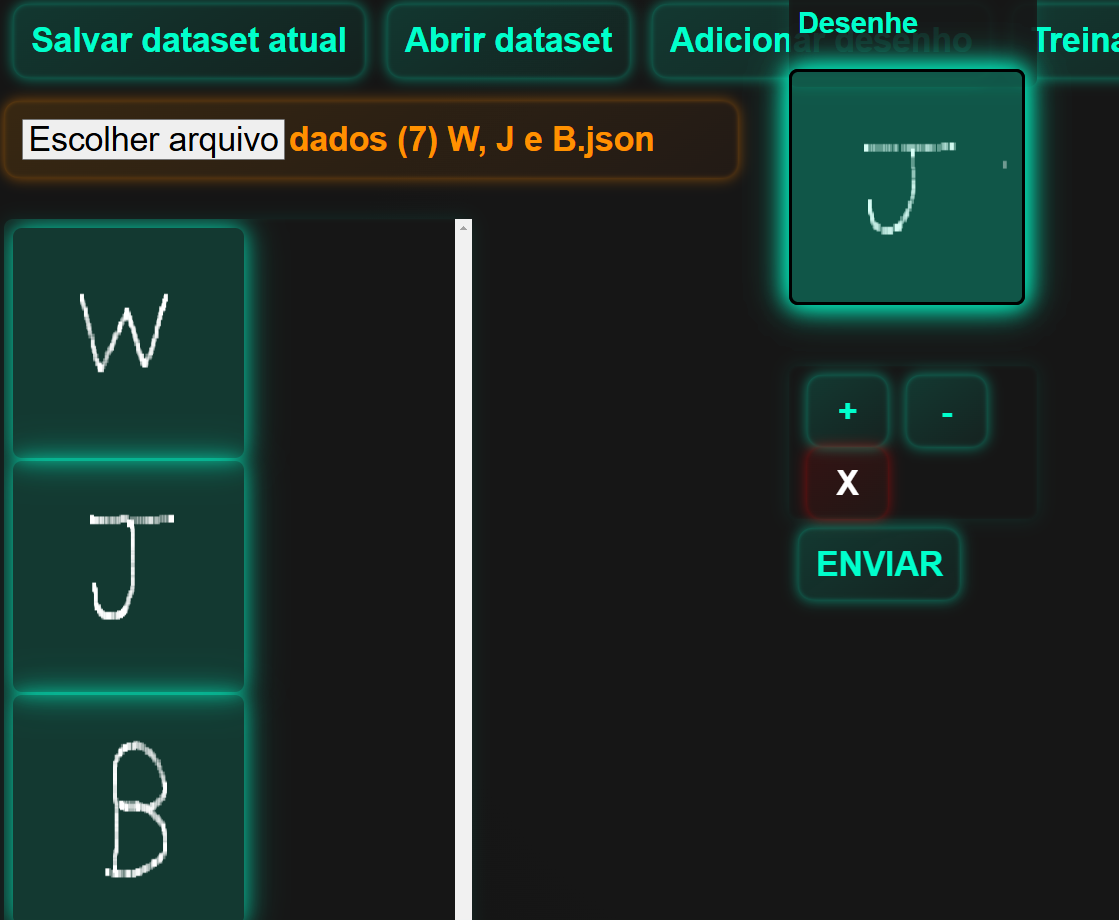 Salvar dataset atual
Abrir dataset
Adicionar desenho
Treina
Desenhe
Escolher arquivo dados (7) W, J e B.json
J
W
J
B
+
-
X
ENVIAR